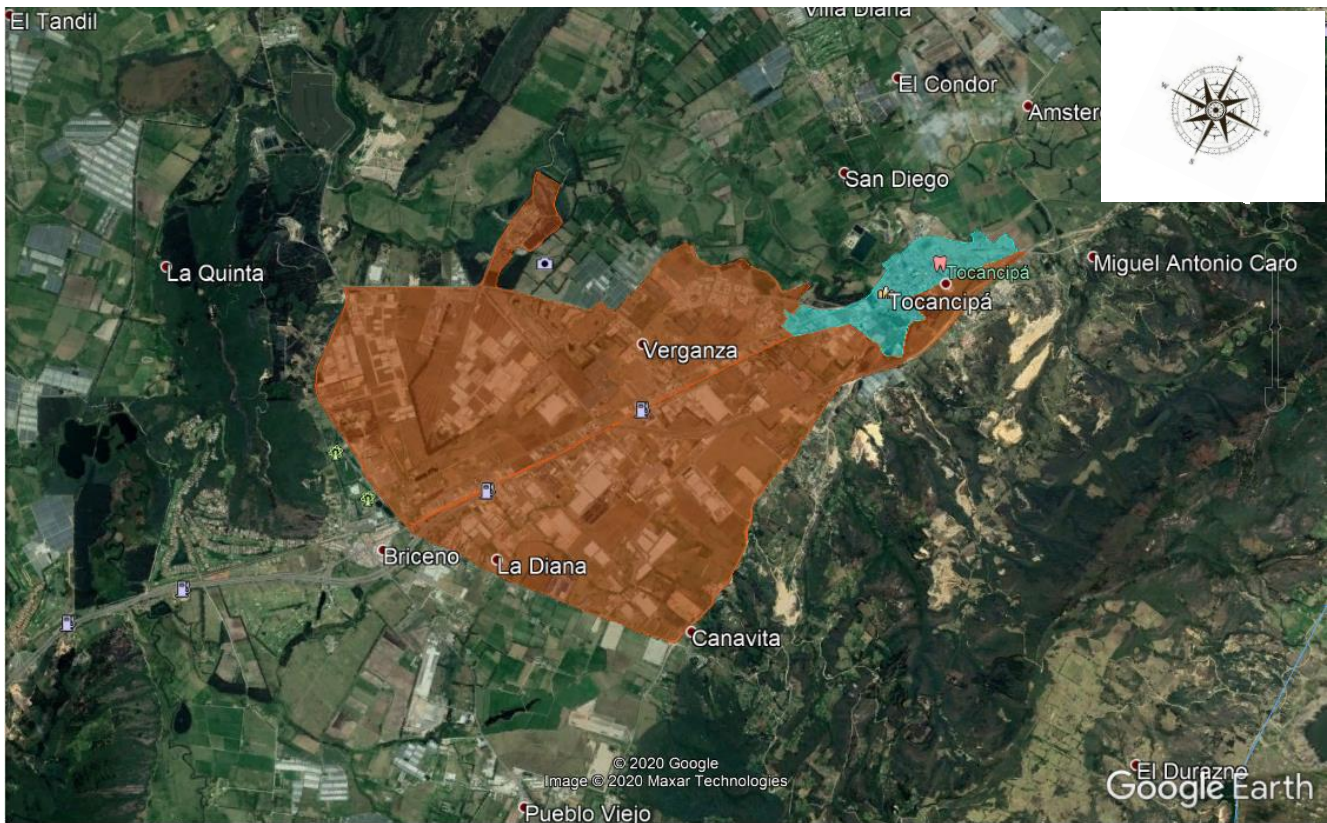 El Tandil
Villa Diana
El Condor
San Diego
La Quinta
Miguel Antonio Caro
Tocancipá
Tocancipá
Verganza
Briceno
La Diana
Canavita
© 2020 Google
Image © 2020 Maxar Technologies
El Durazno
Google Earth
Pueblo Viejo